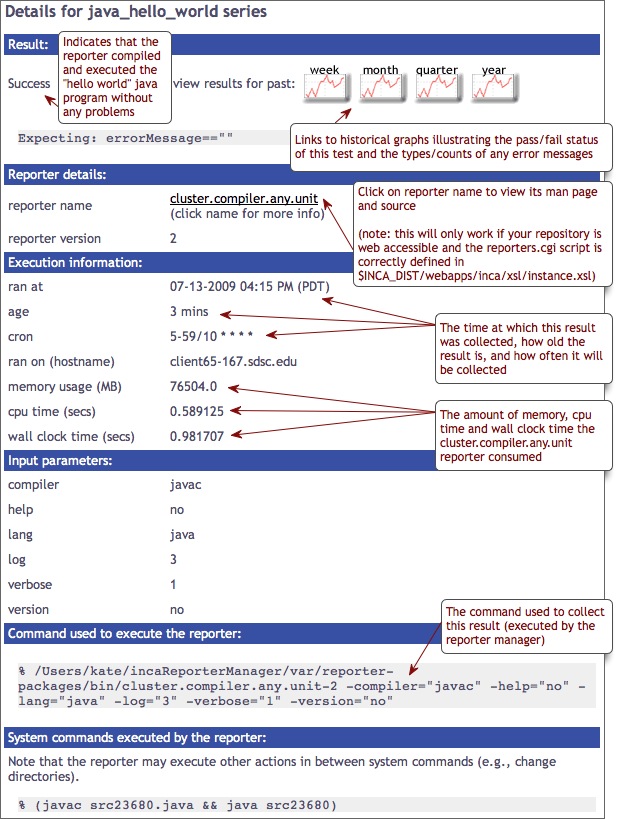 Details for java_hello_world series
Result:
Indicates that the
reporter compiled
and executed the
"hello world" java
program without
any problems
Success
view results for past:
week
month
quarter
year
Expecting: errorMessage==""
Links to historical graphs illustrating the pass/fail status
of this test and the types/counts of any error messages
Reporter details:
reporter name
cluster.compiler.any.unit
(click name for more info)
Click on reporter name to view its man page
and source
(note: this will only work if your repository is
web accessible and the reporters.cgi script is
correctly defined in
$INCA_DIST/webapps/inca/xsl/instance.xsl)
reporter version
2
Execution information:
ran at
07-13-2009 04:15 PM (PDT)
age
3 mins
cron
5-59/10 * * * *
The time at which this result
was collected, how old the
result is, and how often it will
be collected
ran on (hostname)
client65-167.sdsc.edu
memory usage (MB)
76504.0
cpu time (secs)
0.589125
wall clock time (secs)
0.981707
The amount of memory, cpu
time and wall clock time the
cluster.compiler.any.unit
reporter consumed
Input parameters:
compiler
javac
help
no
lang
java
log
3
verbose
1
version
no
The command used to collect
this result (executed by the
reporter manager)
Command used to execute the reporter:
% /Users/kate/incaReporterManager/var/reporter-
packages/bin/cluster.compiler.any.unit-2 -compiler="javac" -help="no" -
lang="java" -log="3" -verbose="1" -version="no"
System commands executed by the reporter:
Note that the reporter may execute other actions in between system commands (e.g., change
directories).
% (javac src23680.java && java src23680)